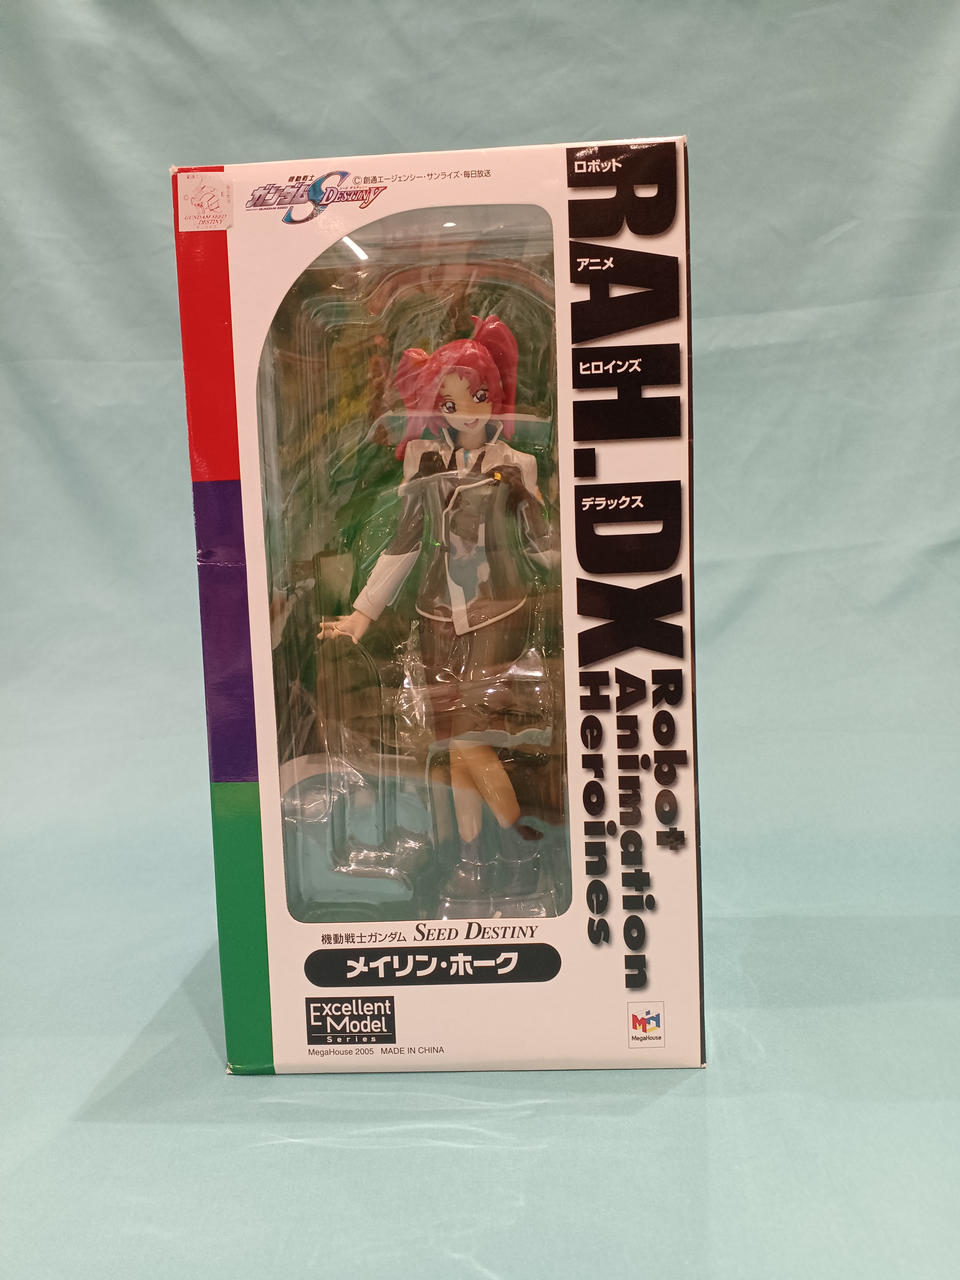 機動戦士
ガンダム SEED DESTINY
©創通エージェンシー・サンライズ・毎日放送
GUNDAM SEED
DESTINY
RAH.DX
ロボット
アニメ
ヒロインズ
デラックス
Robot
Animation
Heroines
機動戦士ガンダム SEED DESTINY
メイリン・ホーク
Excellent
Model
Series
MegaHouse 2005 MADE IN CHINA
MegaHouse